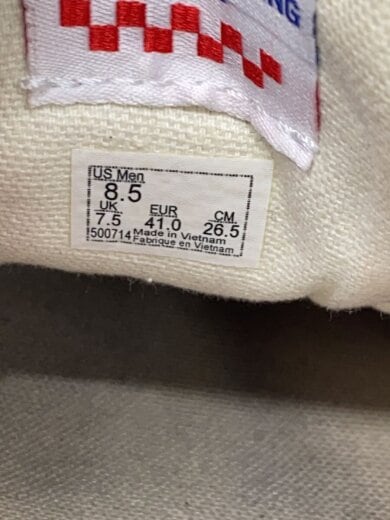 NG
US Men
8.5
UK EUR CM
7.5 41.0 26.5
500714 Made in Vietnam
Fabrique en Vietnam